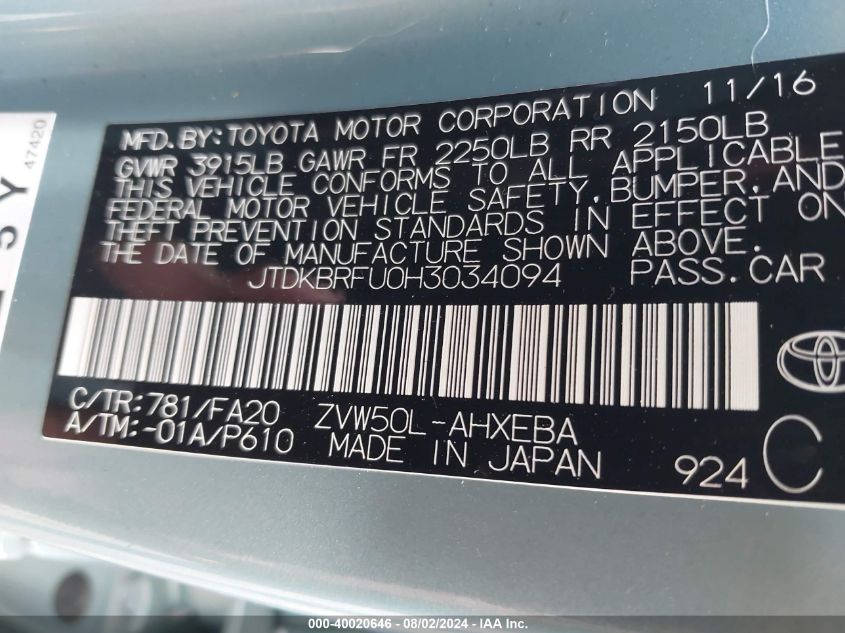 MFD.BY:TOYOTA MOTOR CORPORATION 11/16
GVWR 3915LB GAWR FR 2250LB RR 2150LB
THIS VEHICLE CONFORMS TO ALL APPLICABLE
FEDERAL MOTOR VEHICLE SAFETY,BUMPER,AND
THEFT PREVENTION STANDARDS IN EFFECT ON
THE DATE OF MANUFACTURE SHOWN ABOVE.
JTDKBRFU0H3034094 PASS.CAR
C/TR:781/FA20 ZVW50L-AHXEBA
A/TM:-01A/P610 MADE IN JAPAN 924 C
47420
5Y
000-40020646 - 08/02/2024 - IAA Holdings, Inc.